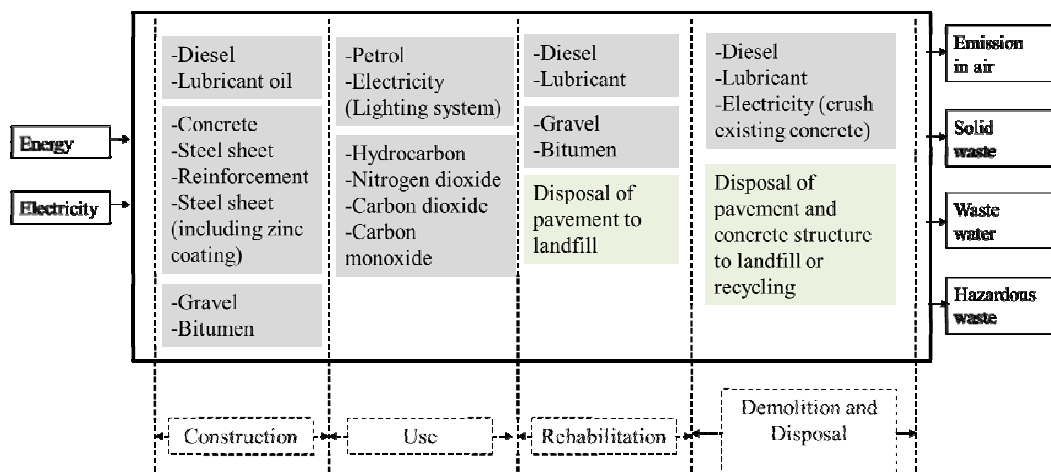 Energy
Electricity
-Diesel
-Lubricant oil
-Concrete
-Steel sheet
-Reinforcement
-Steel sheet
(including zinc
coating)
-Gravel
-Bitumen
-Petrol
-Electricity
(Lighting system)
-Hydrocarbon
-Nitrogen dioxide
-Carbon dioxide
-Carbon
monoxide
-Diesel
-Lubricant
-Gravel
-Bitumen
Disposal of
pavement to
landfill
-Diesel
-Lubricant
-Electricity (crush
existing concrete)
Disposal of
pavement and
concrete structure
to landfill or
recycling
Emission
in air
Solid
waste
Waste
water
Hazardous
waste
Construction
Use
Rehabilitation
Demolition and
Disposal